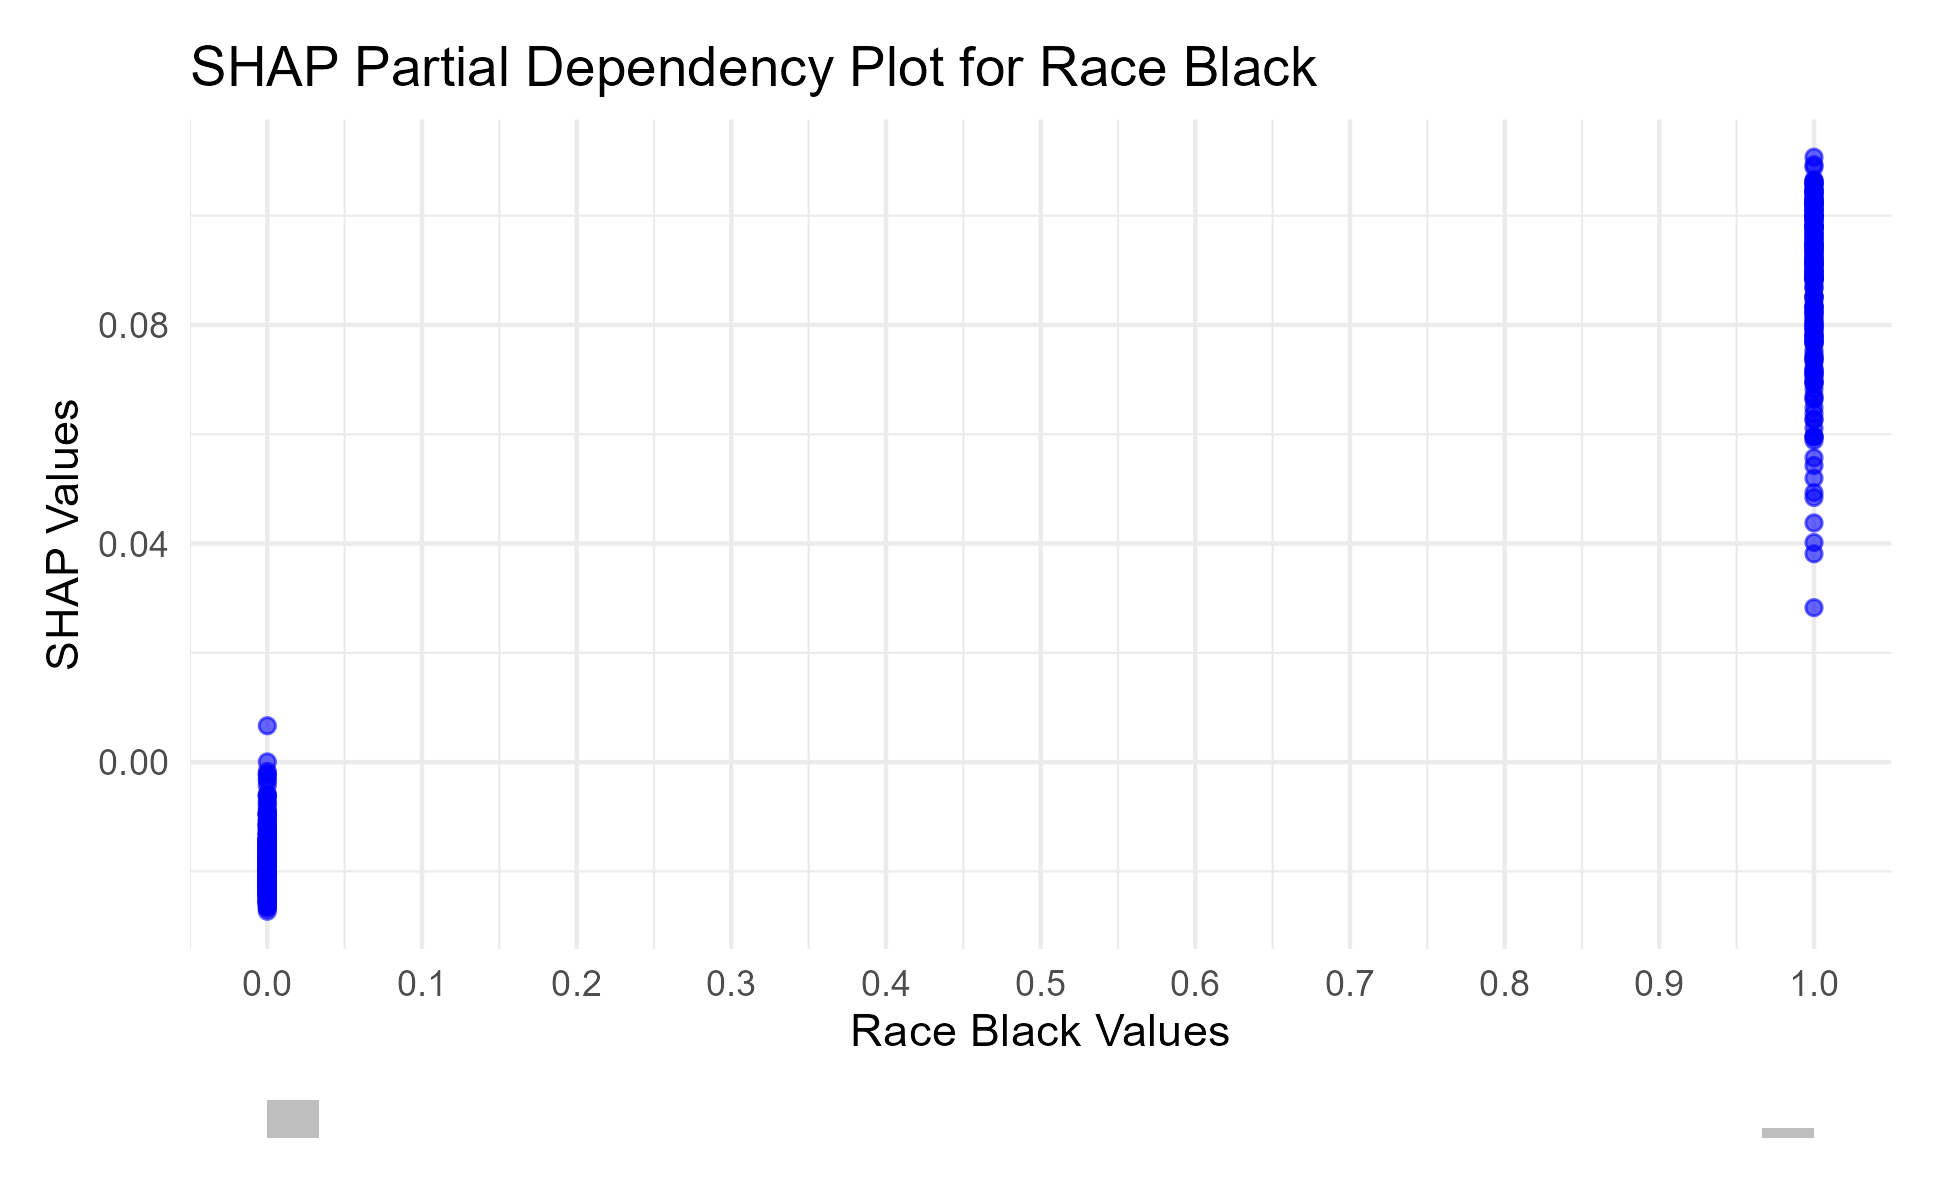 SHAP Partial Dependency Plot for Race Black
SHAP Values
0.08
0.04
0.00
0.0 0.1 0.2 0.3 0.4 0.5 0.6 0.7 0.8 0.9 1.0
Race Black Values